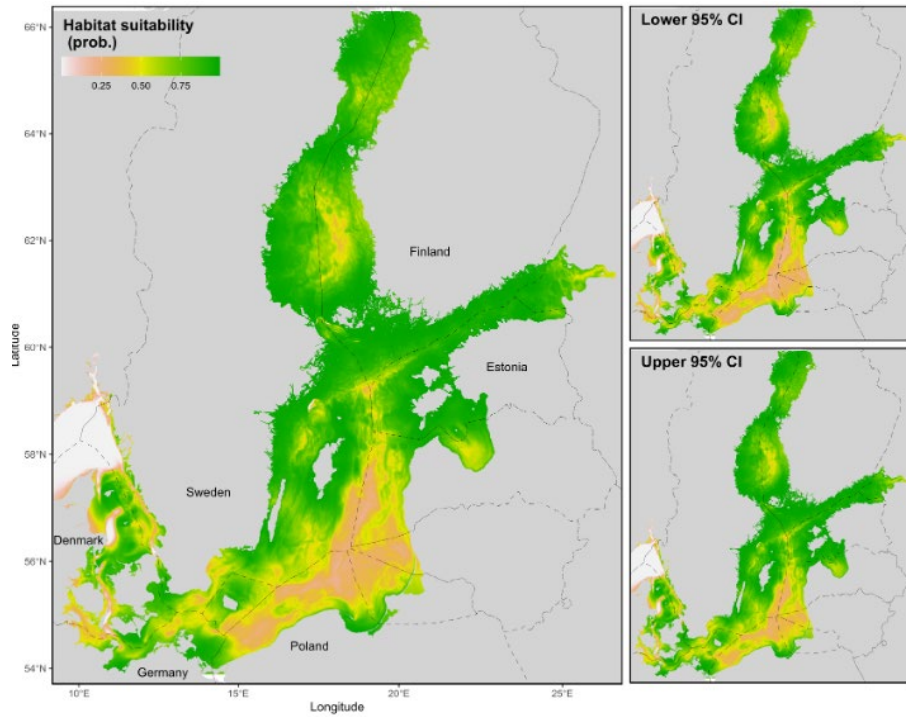 Habitat suitability
(prob.)
0.25 0.50 0.75
66°N
64°N
62°N
60°N
58°N
56°N
54°N
Latitude
Finland
Estonia
Sweden
Denmark
Poland
Germany
10°E 15°E 20°E 25°E
Longitude
Lower 95% CI
Upper 95% CI